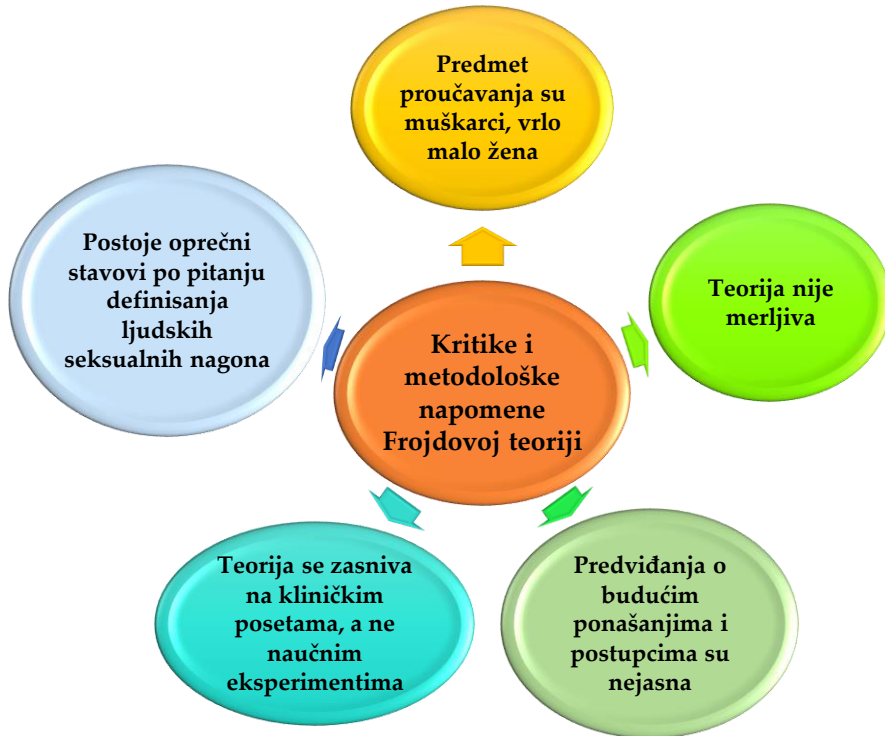 Predmet
proučavanja su
muškarci, vrlo
malo žena
Postoje oprečni
stavovi po pitanju
definisanja
ljudskih
seksualnih nagona
Teorija nije
merljiva
Kritike i
metodološke
napomene
Frojdovoj teoriji
Teorija se zasniva
na kliničkim
posetama, a ne
naučnim
eksperimentima
Predviđanja o
budućim
ponašanjima i
postupcima su
nejasna